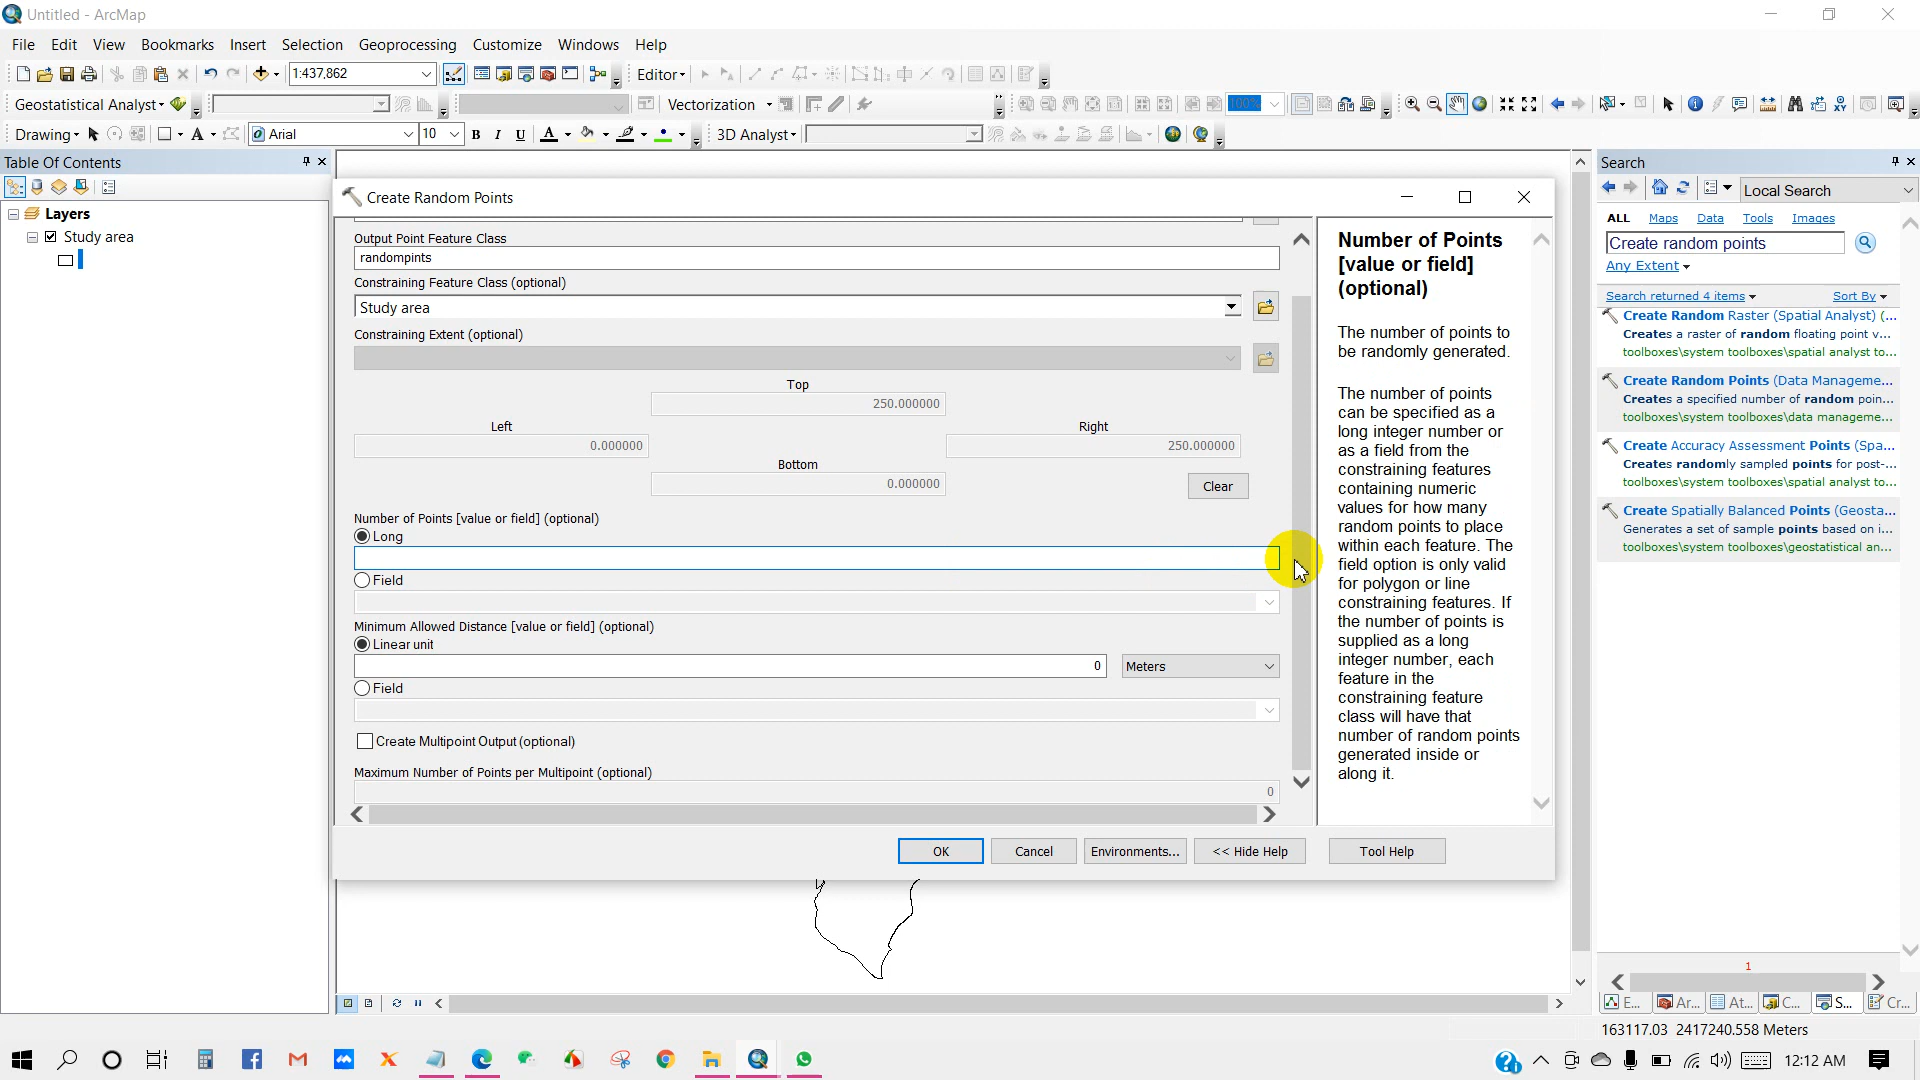 Untitled - ArcMap
File Edit View Bookmarks Insert Selection Geoprocessing Customize Windows Help
1:437,862 Editor
Geostatistical Analyst Vectorization 100%
Drawing A Arial 10 B I U A 3D Analyst
Table Of Contents
Layers
Study area
Create Random Points
Output Point Feature Class
randompints
Constraining Feature Class (optional)
Study area
Constraining Extent (optional)
Top
250.000000
Left Right
0.000000 250.000000
Bottom
0.000000 Clear
Number of Points [value or field] (optional)
Long
Field
Minimum Allowed Distance [value or field] (optional)
Linear unit
0 Meters
Field
Create Multipoint Output (optional)
Maximum Number of Points per Multipoint (optional)
0
OK Cancel Environments... << Hide Help Tool Help
Number of Points
[value or field]
(optional)
The number of points to
be randomly generated.
The number of points
can be specified as a
long integer number or
as a field from the
constraining features
containing numeric
values for how many
random points to place
within each feature. The
field option is only valid
for polygon or line
constraining features. If
the number of points is
supplied as a long
integer number, each
feature in the
constraining feature
class will have that
number of random points
generated inside or
along it.
Search
Local Search
ALL Maps Data Tools Images
Create random points
Any Extent
Search returned 4 items Sort By
Create Random Raster (Spatial Analyst) (...
Creates a raster of random floating point v...
toolboxes\system toolboxes\spatial analyst to...
Create Random Points (Data Manageme...
Creates a specified number of random poin...
toolboxes\system toolboxes\data manageme...
Create Accuracy Assessment Points (Spa...
Creates randomly sampled points for post-...
toolboxes\system toolboxes\spatial analyst to...
Create Spatially Balanced Points (Geosta...
Generates a set of sample points based on i...
toolboxes\system toolboxes\geostatistical an...
1
E... Ar... At... C... S... Cr...
163117.03 2417240.558 Meters
12:12 AM